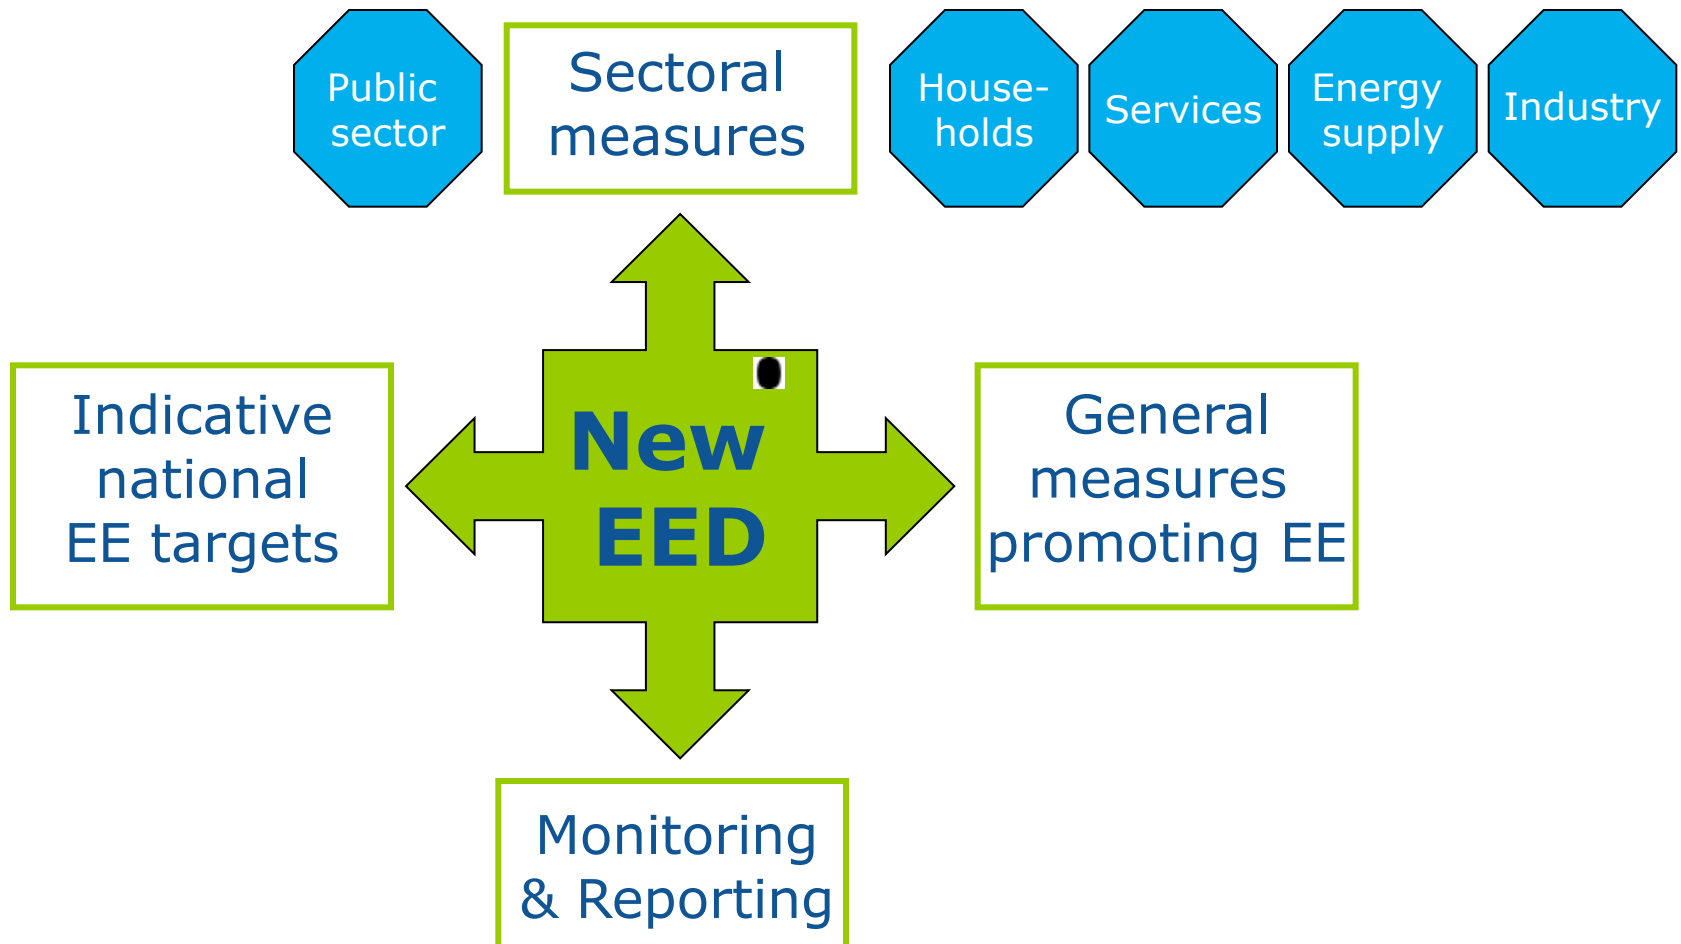 Public
sector
Sectoral
measures
House-
holds
Services
Energy
supply
Industry
Indicative
national
EE targets
New
EED
General
measures
promoting EE
Monitoring
& Reporting